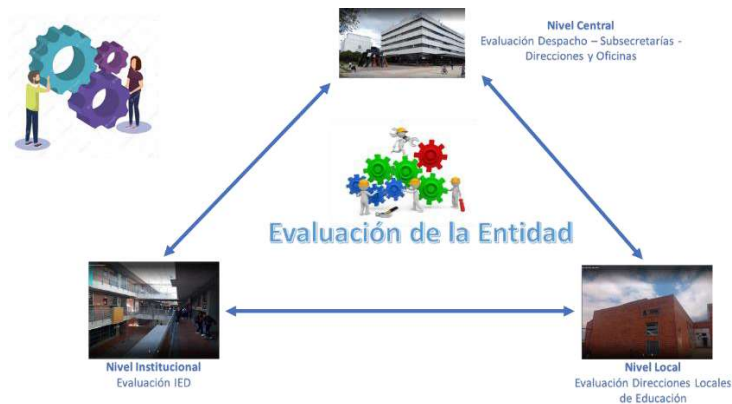 Nivel Central
Evaluación Despacho – Subsecretarías -
Direcciones y Oficinas
Evaluación de la Entidad
Nivel Institucional
Evaluación IED
Nivel Local
Evaluación Direcciones Locales
de Educación